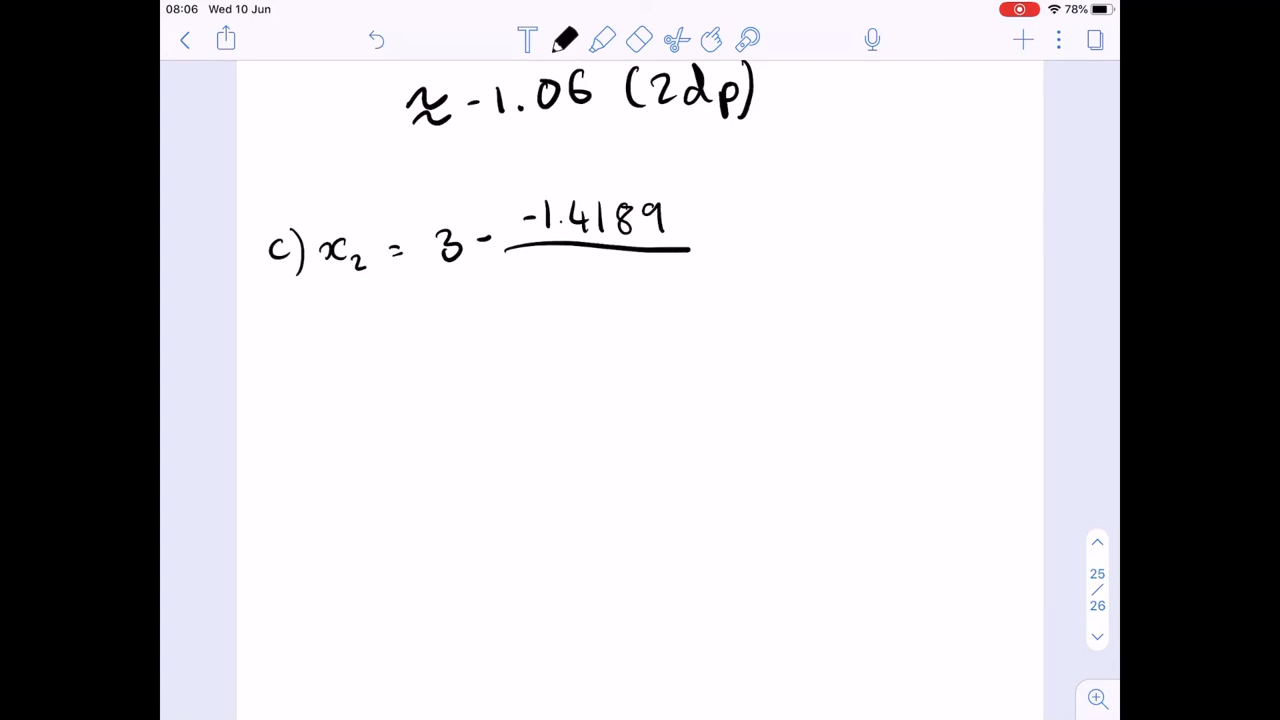 08:06 Wed 10 Jun 78%
T
≈ -1.06 (2dp)
-1.4189
c) x₂ = 3 -
25
/
26